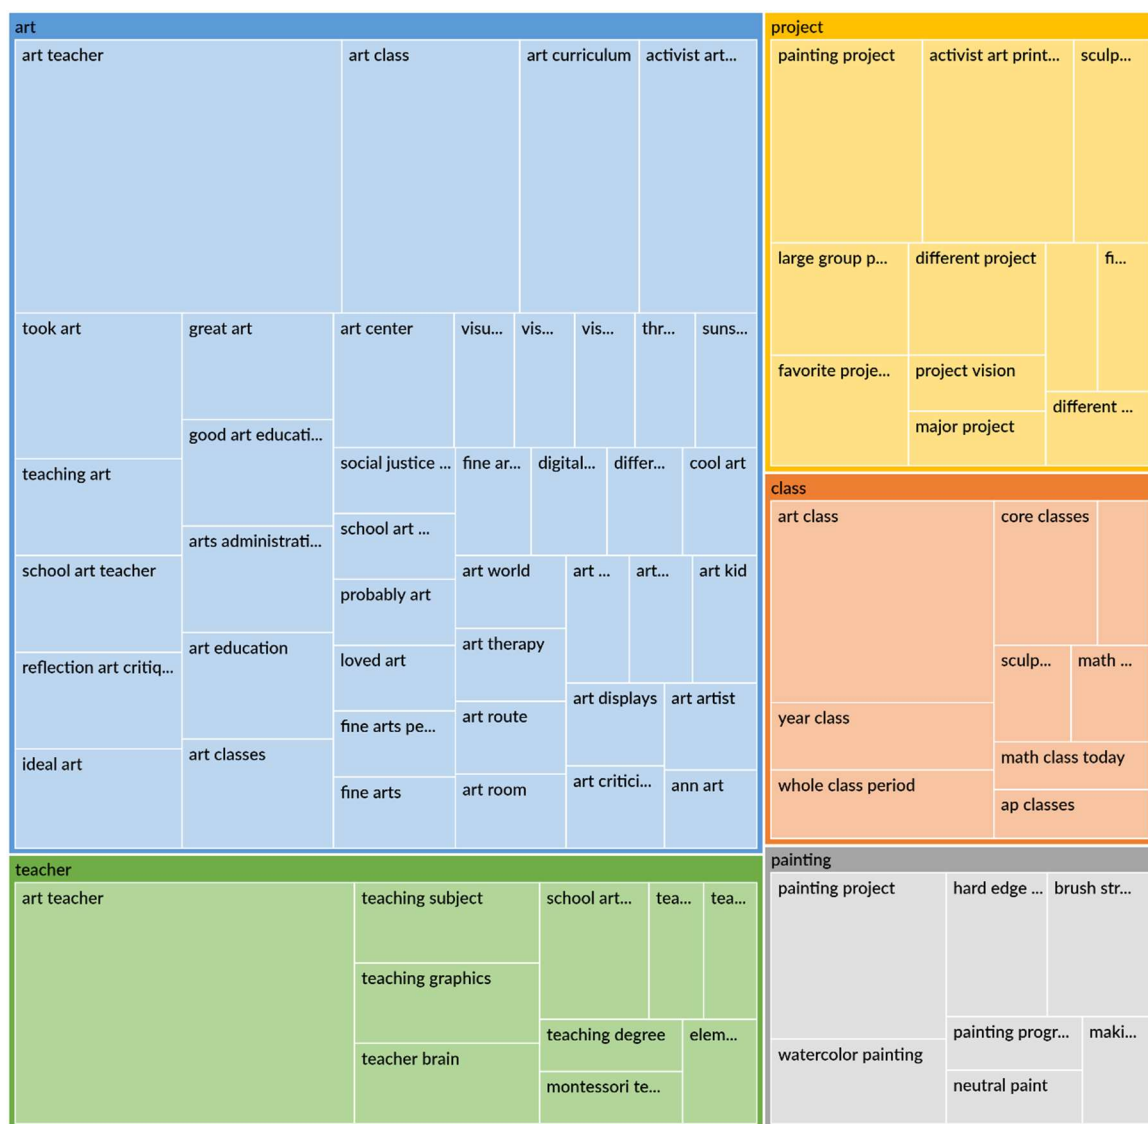 art
art teacher
art class
art curriculum
activist art...
took art
great art
art center
visu...
vis...
vis...
thr...
suns...
good art educati...
social justice ...
fine ar...
digital...
differ...
cool art
teaching art
school art ...
arts administrati...
school art teacher
probably art
art world
art ...
art...
art kid
reflection art critiq...
art education
loved art
art therapy
art displays
art artist
fine arts pe...
art route
ideal art
art classes
fine arts
art room
art critici...
ann art
project
painting project
activist art print...
sculp...
large group p...
different project
fi...
favorite proje...
project vision
different ...
major project
class
art class
core classes
sculp...
math ...
year class
math class today
whole class period
ap classes
teacher
art teacher
teaching subject
school art...
tea...
tea...
teaching graphics
teaching degree
elem...
teacher brain
montessori te...
painting
painting project
hard edge ...
brush str...
watercolor painting
painting progr...
maki...
neutral paint